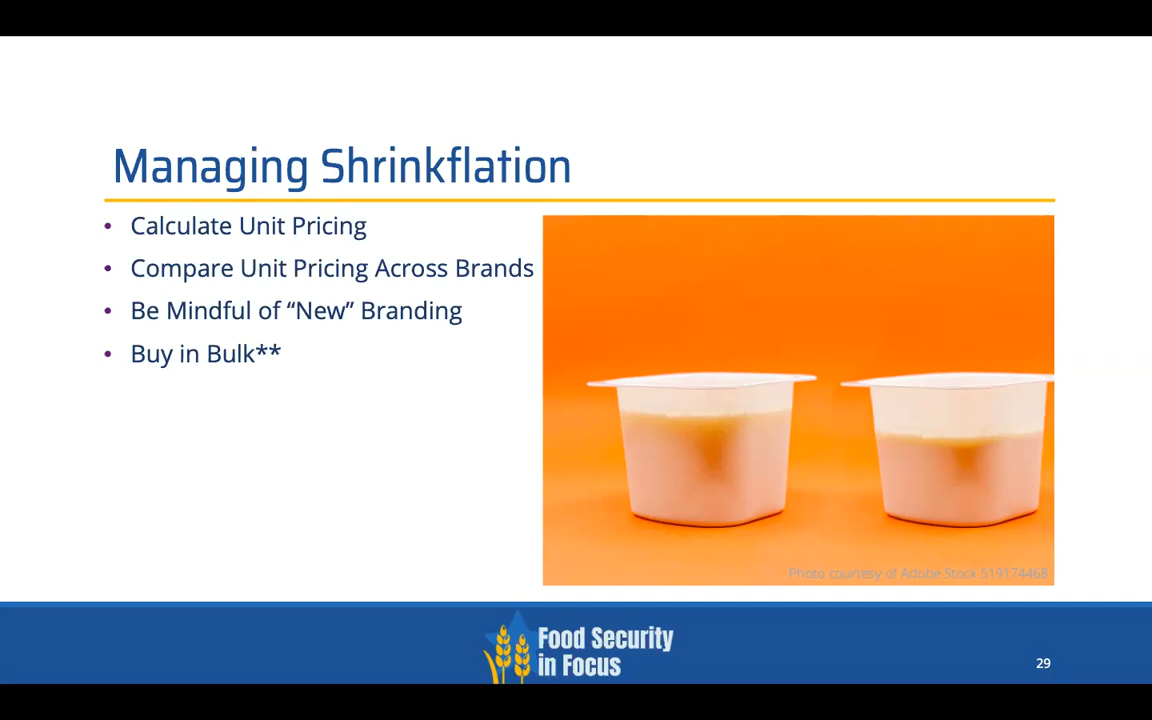 Managing Shrinkflation
• Calculate Unit Pricing
• Compare Unit Pricing Across Brands
• Be Mindful of “New” Branding
• Buy in Bulk**
Photo courtesy of Adobe Stock 519174468
Food Security
in Focus
29